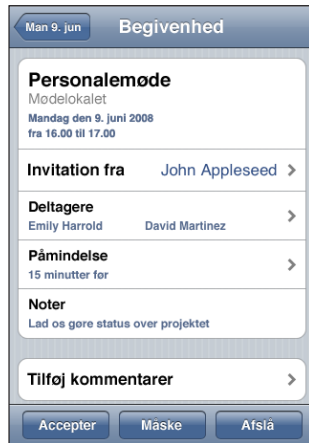 Man 9. jun Begivenhed
Personalemøde
Mødelokalet
Mandag den 9. juni 2008
fra 16.00 til 17.00
Invitation fra John Appleseed
Deltagere
Emily Harrold David Martinez
Påmindelse
15 minutter før
Noter
Lad os gøre status over projektet
Tilføj kommentarer
Accepter Måske Afslå